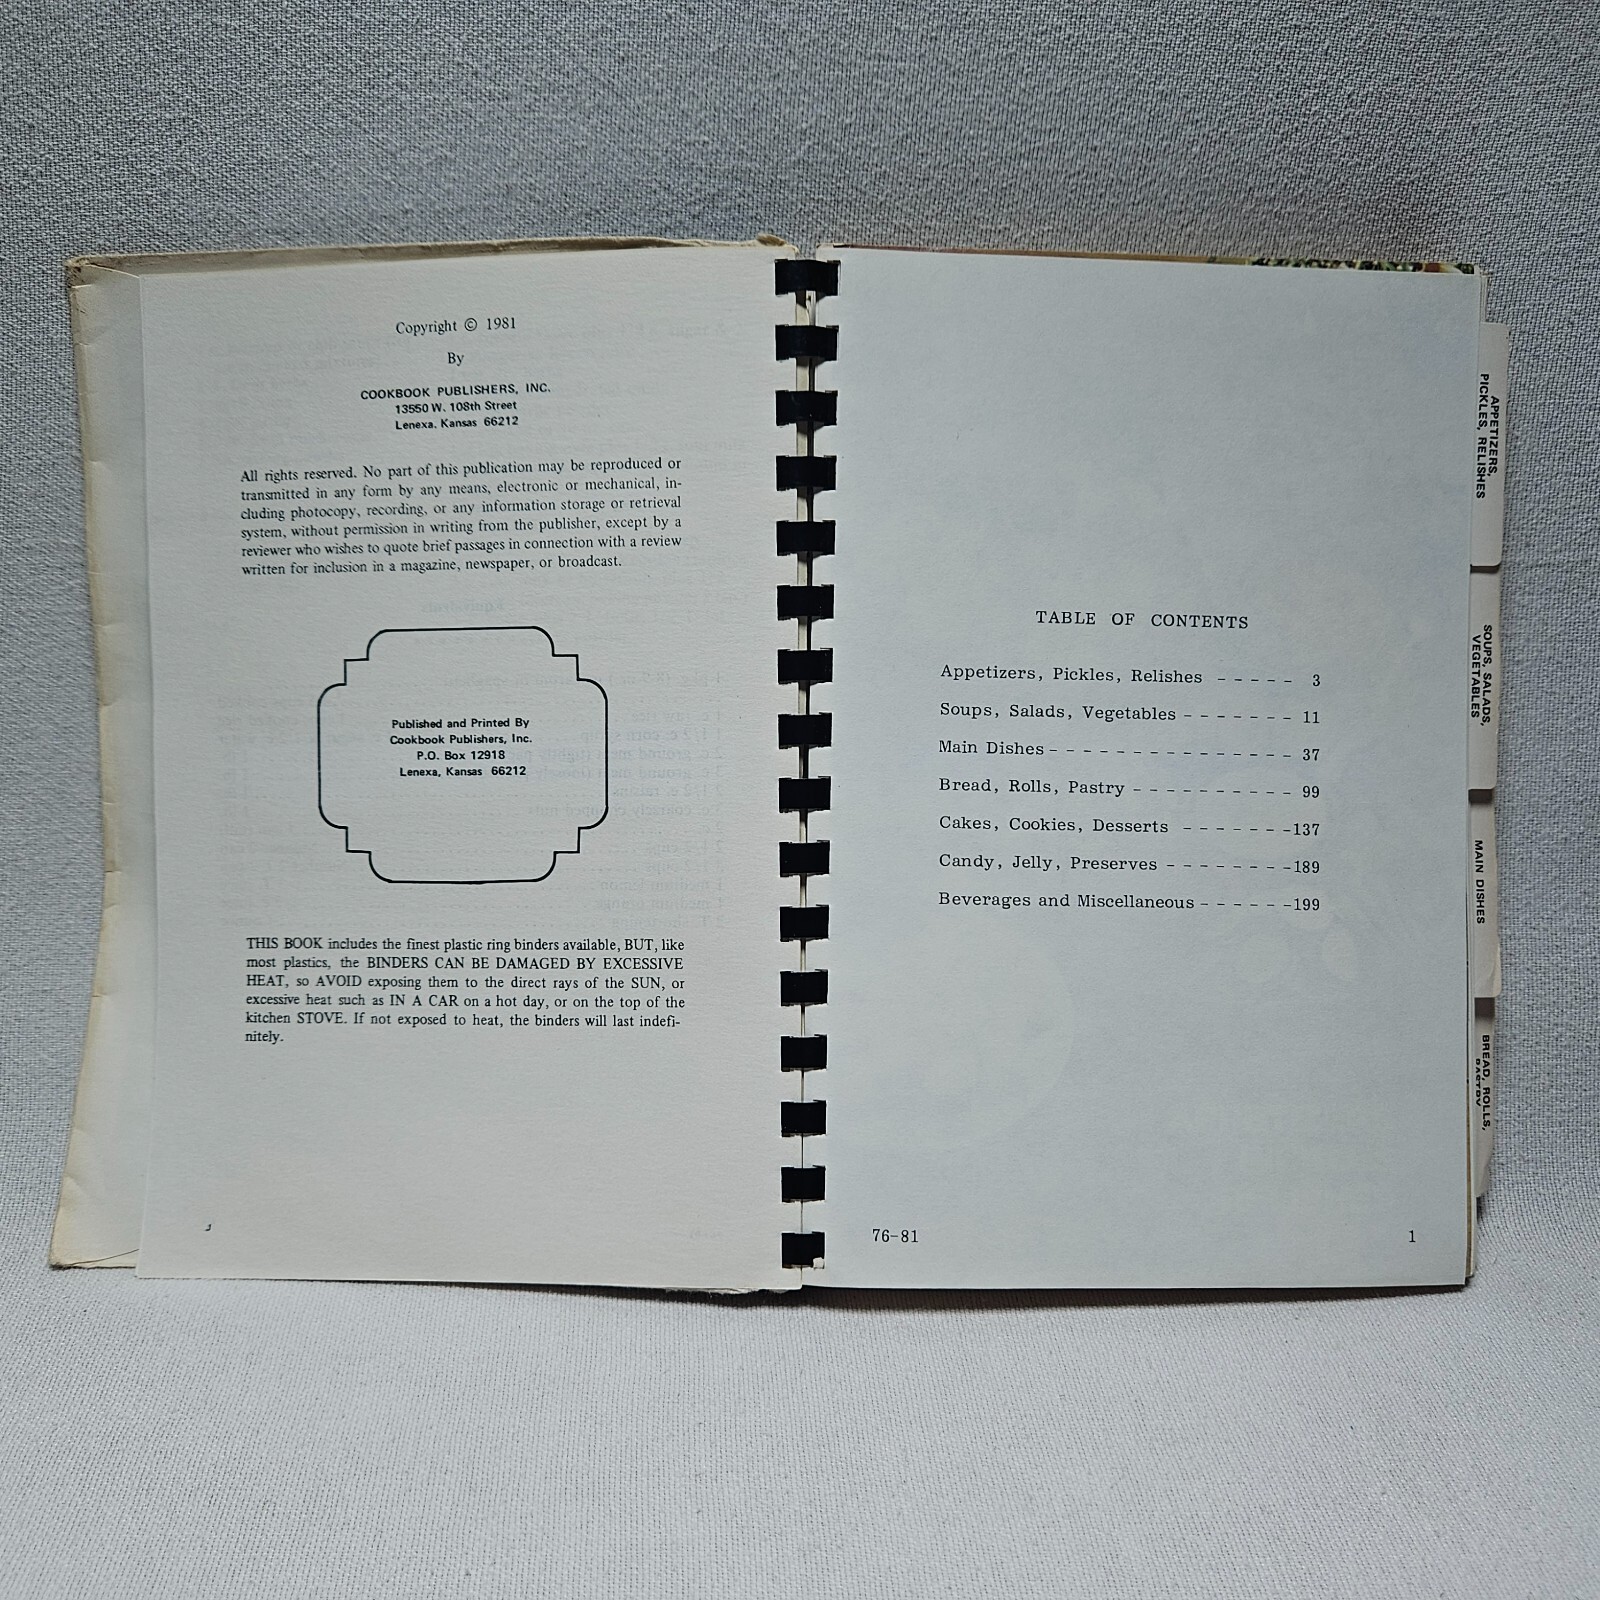 Copyright © 1981
By
COOKBOOK PUBLISHERS, INC.
13550 W. 108th Street
Lenexa, Kansas 66212
All rights reserved. No part of this publication may be reproduced or
transmitted in any form by any means, electronic or mechanical, in-
cluding photocopy, recording, or any information storage or retrieval
system, without permission in writing from the publisher, except by a
reviewer who wishes to quote brief passages in connection with a review
written for inclusion in a magazine, newspaper, or broadcast.
Published and Printed By
Cookbook Publishers, Inc.
P.O. Box 12918
Lenexa, Kansas 66212
THIS BOOK includes the finest plastic ring binders available, BUT, like
most plastics, the BINDERS CAN BE DAMAGED BY EXCESSIVE
HEAT, so AVOID exposing them to the direct rays of the SUN, or
excessive heat such as IN A CAR on a hot day, or on the top of the
kitchen STOVE. If not exposed to heat, the binders will last indefi-
nitely.
TABLE OF CONTENTS
Appetizers, Pickles, Relishes - - - - - 3
Soups, Salads, Vegetables - - - - - - - 11
Main Dishes - - - - - - - - - - - - - - 37
Bread, Rolls, Pastry - - - - - - - - - - 99
Cakes, Cookies, Desserts - - - - - - -137
Candy, Jelly, Preserves - - - - - - - -189
Beverages and Miscellaneous - - - - - -199
76-81
1
APPETIZERS,
PICKLES, RELISHES
SOUPS, SALADS,
VEGETABLES
MAIN DISHES
BREAD, ROLLS,
PASTRY